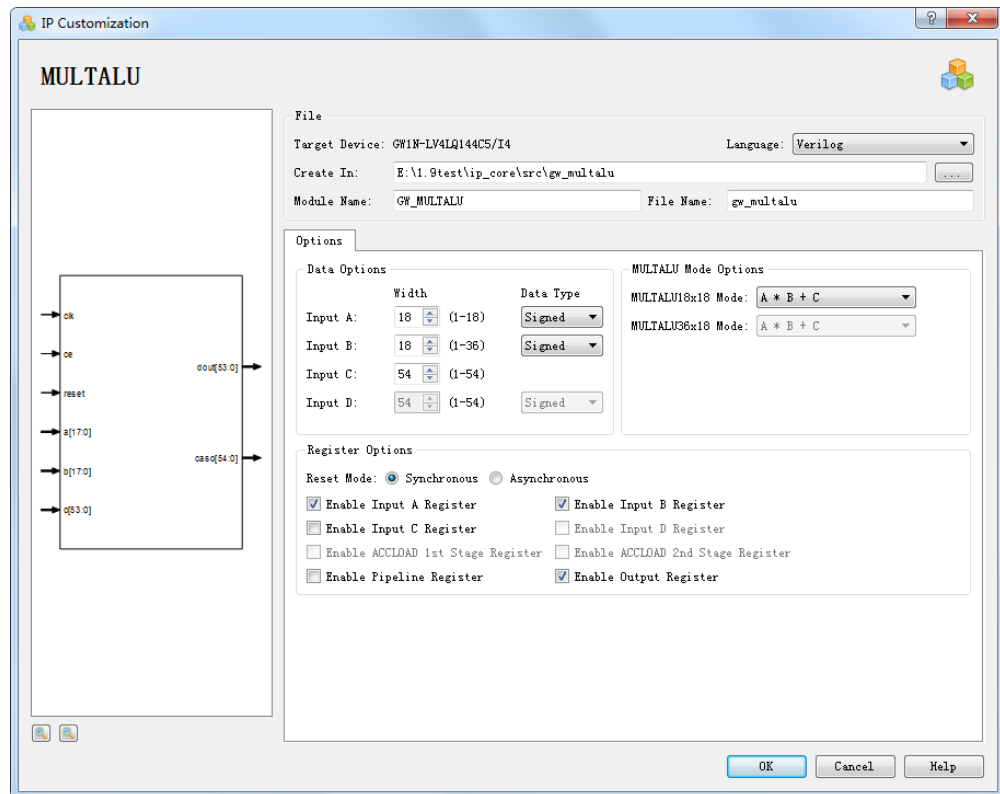 IP Customization
?
MULTALU
File
Target Device: GW1N-LV4LQ144C5/I4 Language: Verilog
Create In: E:\1.9test\ip_core\src\gw_multalu ...
Module Name: GW_MULTALU File Name: gw_multalu
Options
Data Options
Width Data Type
Input A: 18 (1-18) Signed
Input B: 18 (1-36) Signed
Input C: 54 (1-54)
Input D: 54 (1-54) Signed
MULTALU Mode Options
MULTALU18x18 Mode: A * B + C
MULTALU36x18 Mode: A * B + C
Register Options
Reset Mode: Synchronous Asynchronous
Enable Input A Register Enable Input B Register
Enable Input C Register Enable Input D Register
Enable ACCLOAD 1st Stage Register Enable ACCLOAD 2nd Stage Register
Enable Pipeline Register Enable Output Register
clk
ce
dout[53:0]
reset
a[17:0]
caso[54:0]
b[17:0]
c[53:0]
OK Cancel Help